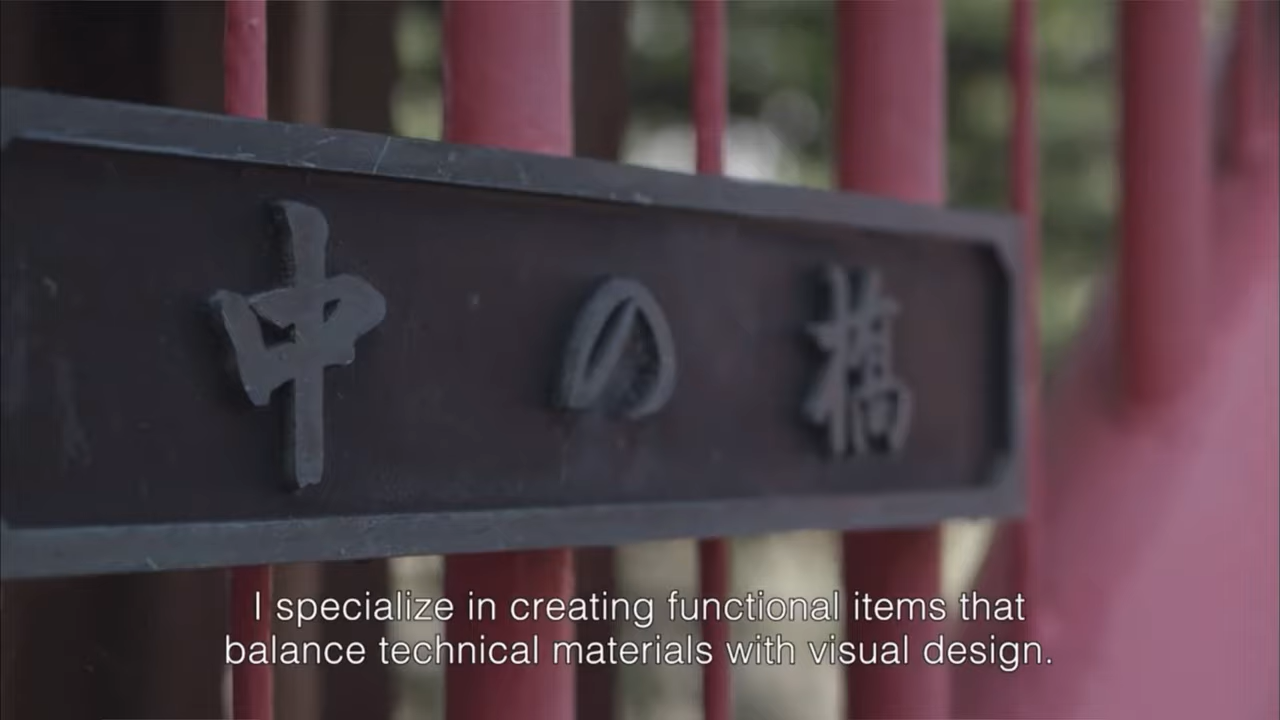 中の橋
I specialize in creating functional items that
balance technical materials with visual design.